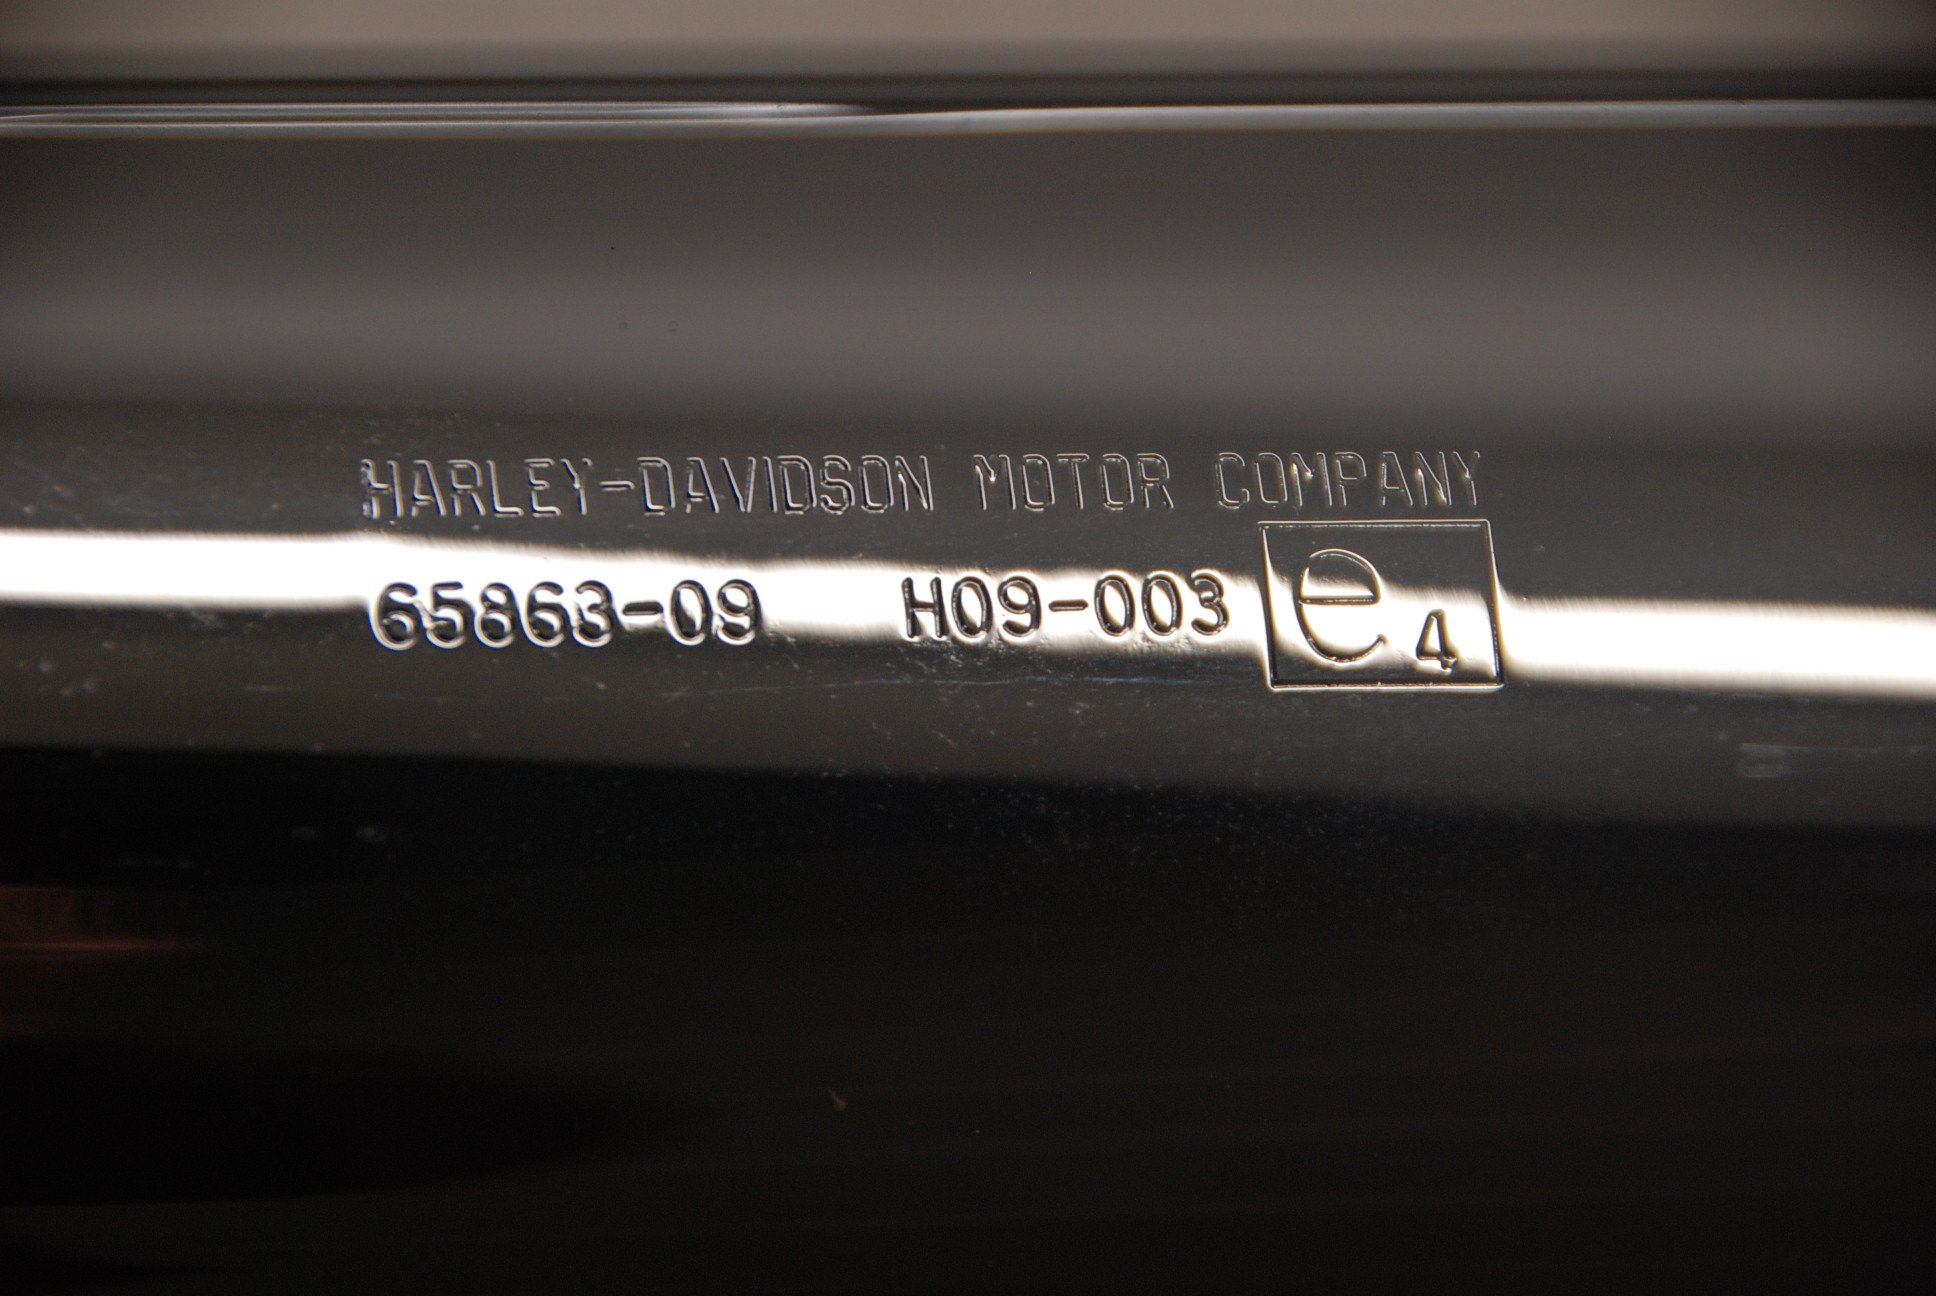 HARLEY-DAVIDSON MOTOR COMPANY
65863-09 H09-003 e4